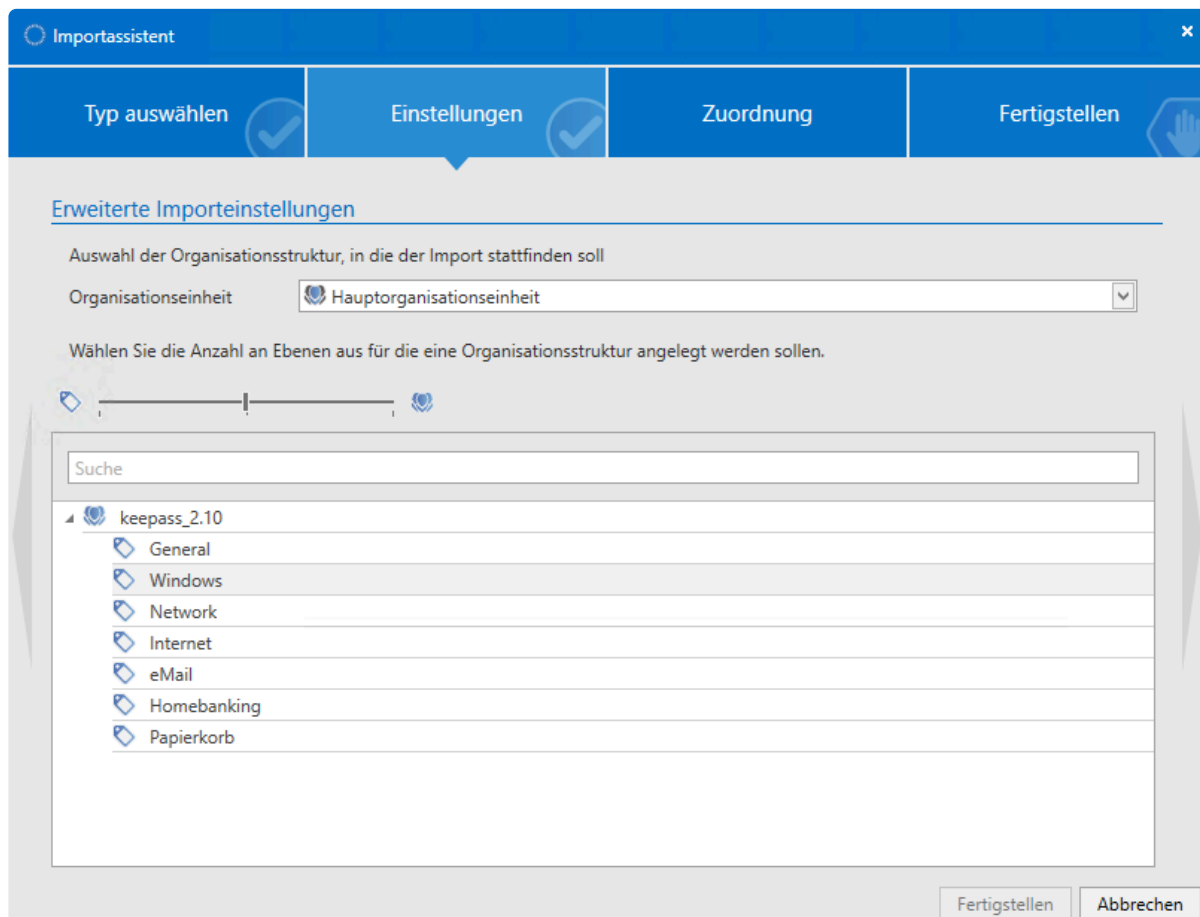 Importassistent
Typ auswählen
Einstellungen
Zuordnung
Fertigstellen
Erweiterte Importeinstellungen
Auswahl der Organisationsstruktur, in die der Import stattfinden soll
Organisationseinheit Hauptorganisationseinheit
Wählen Sie die Anzahl an Ebenen aus für die eine Organisationsstruktur angelegt werden sollen.
Suche
keepass_2.10
General
Windows
Network
Internet
eMail
Homebanking
Papierkorb
Fertigstellen
Abbrechen